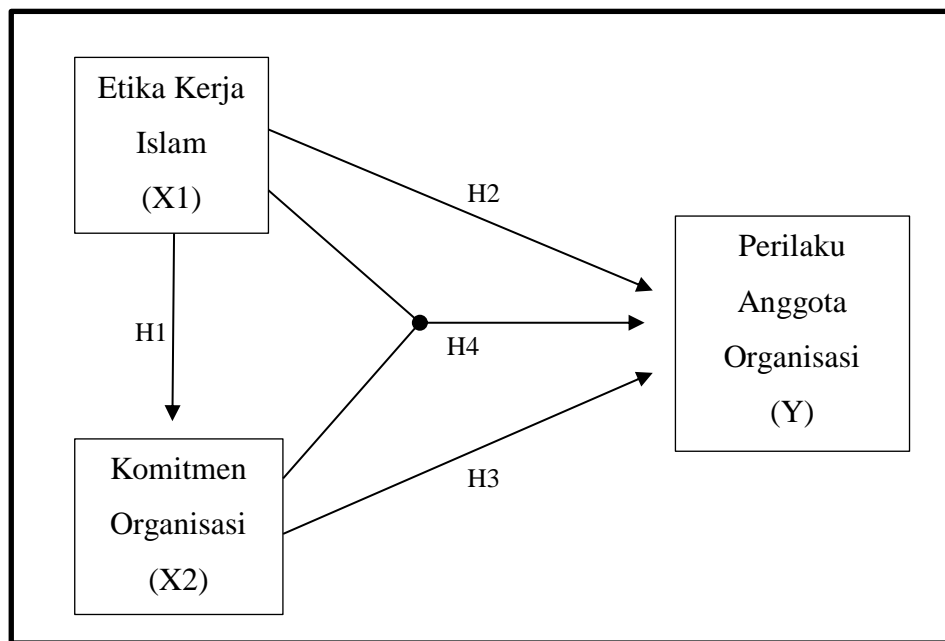 Etika Kerja
Islam
(X1)
H2
Perilaku
Anggota
Organisasi
(Y)
H1
H4
Komitmen
Organisasi
(X2)
H3